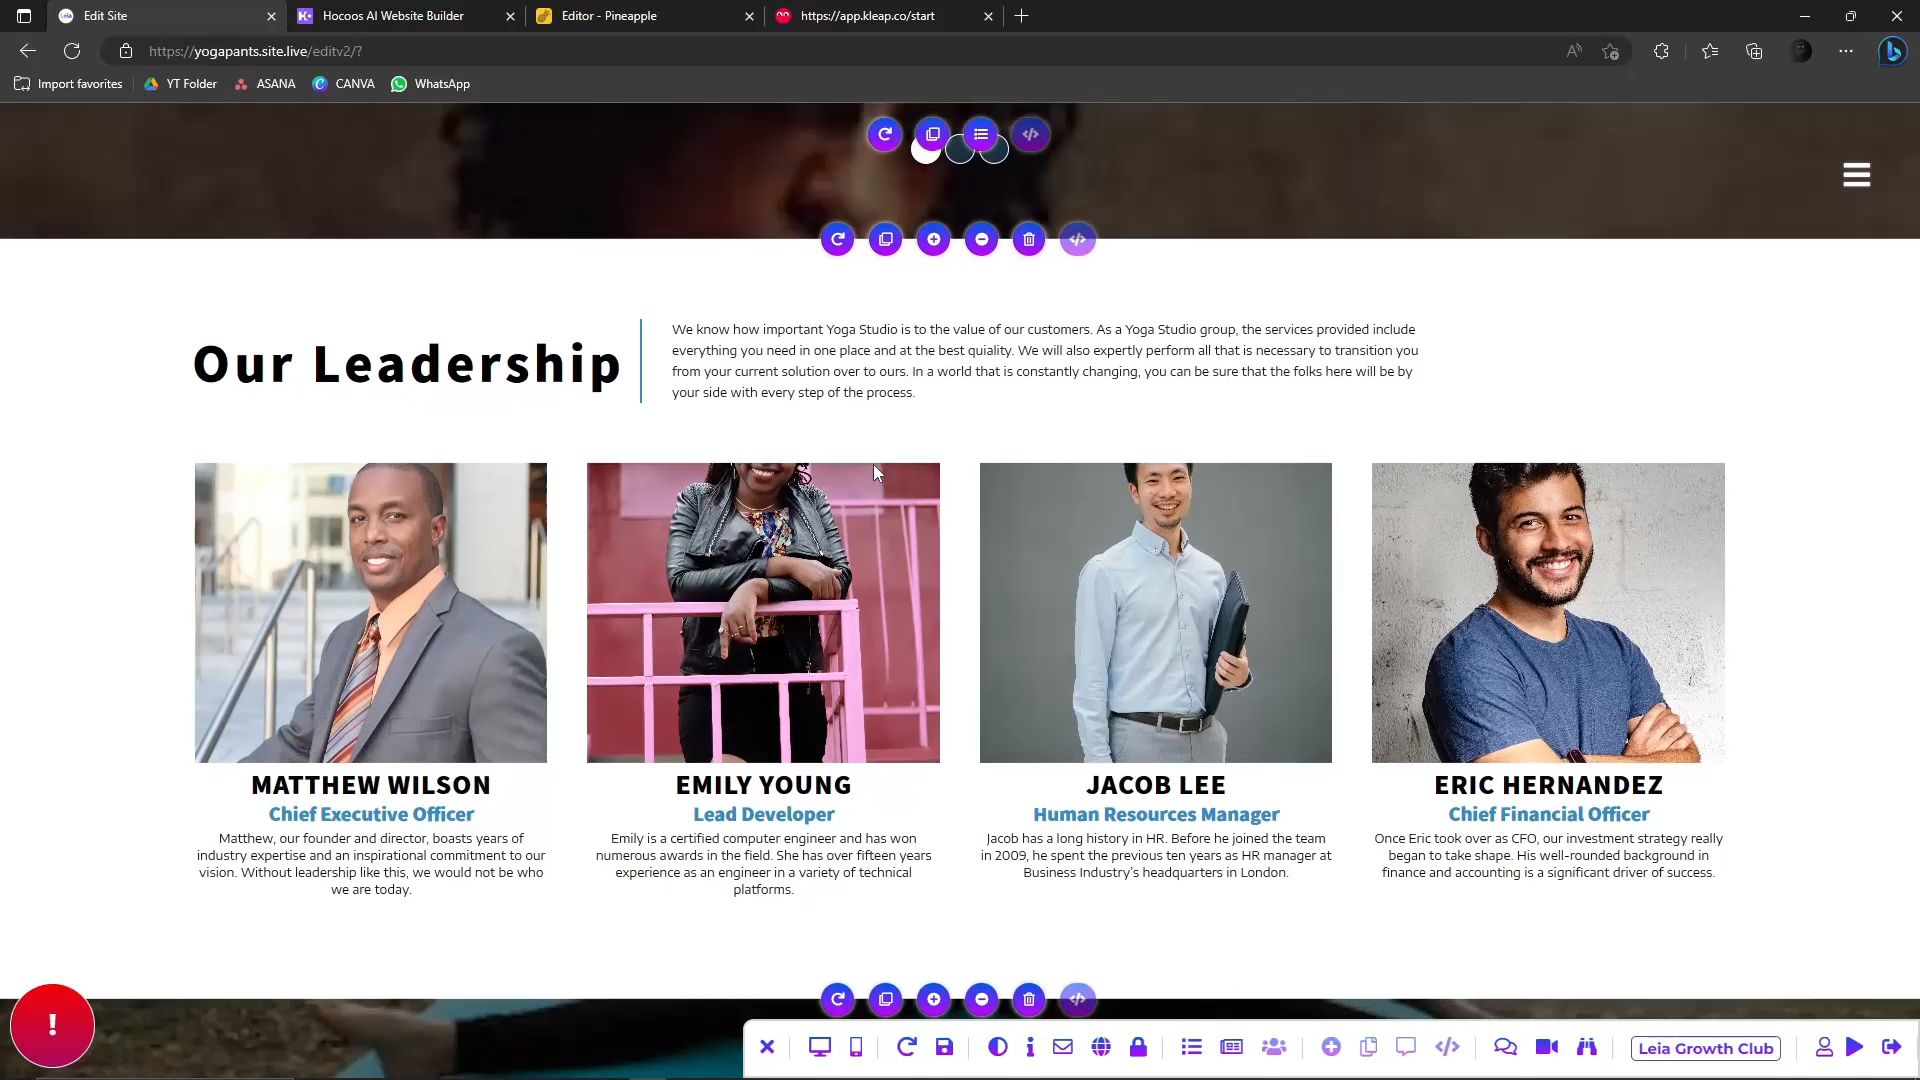 Edit Site
Hocoos AI Website Builder
Editor - Pineapple
https://app.kleap.co/start
https://yogapants.site.live/editv2/?
Import favorites
YT Folder
ASANA
CANVA
WhatsApp
Our Leadership
We know how important Yoga Studio is to the value of our customers. As a Yoga Studio group, the services provided include
everything you need in one place and at the best quiality. We will also expertly perform all that is necessary to transition you
from your current solution over to ours. In a world that is constantly changing, you can be sure that the folks here will be by
your side with every step of the process.
MATTHEW WILSON
Chief Executive Officer
Matthew, our founder and director, boasts years of
industry expertise and an inspirational commitment to our
vision. Without leadership like this, we would not be who
we are today.
EMILY YOUNG
Lead Developer
Emily is a certified computer engineer and has won
numerous awards in the field. She has over fifteen years
experience as an engineer in a variety of technical
platforms.
JACOB LEE
Human Resources Manager
Jacob has a long history in HR. Before he joined the team
in 2009, he spent the previous ten years as HR manager at
Business Industry's headquarters in London.
ERIC HERNANDEZ
Chief Financial Officer
Once Eric took over as CFO, our investment strategy really
began to take shape. His well-rounded background in
finance and accounting is a significant driver of success.
!
Leia Growth Club